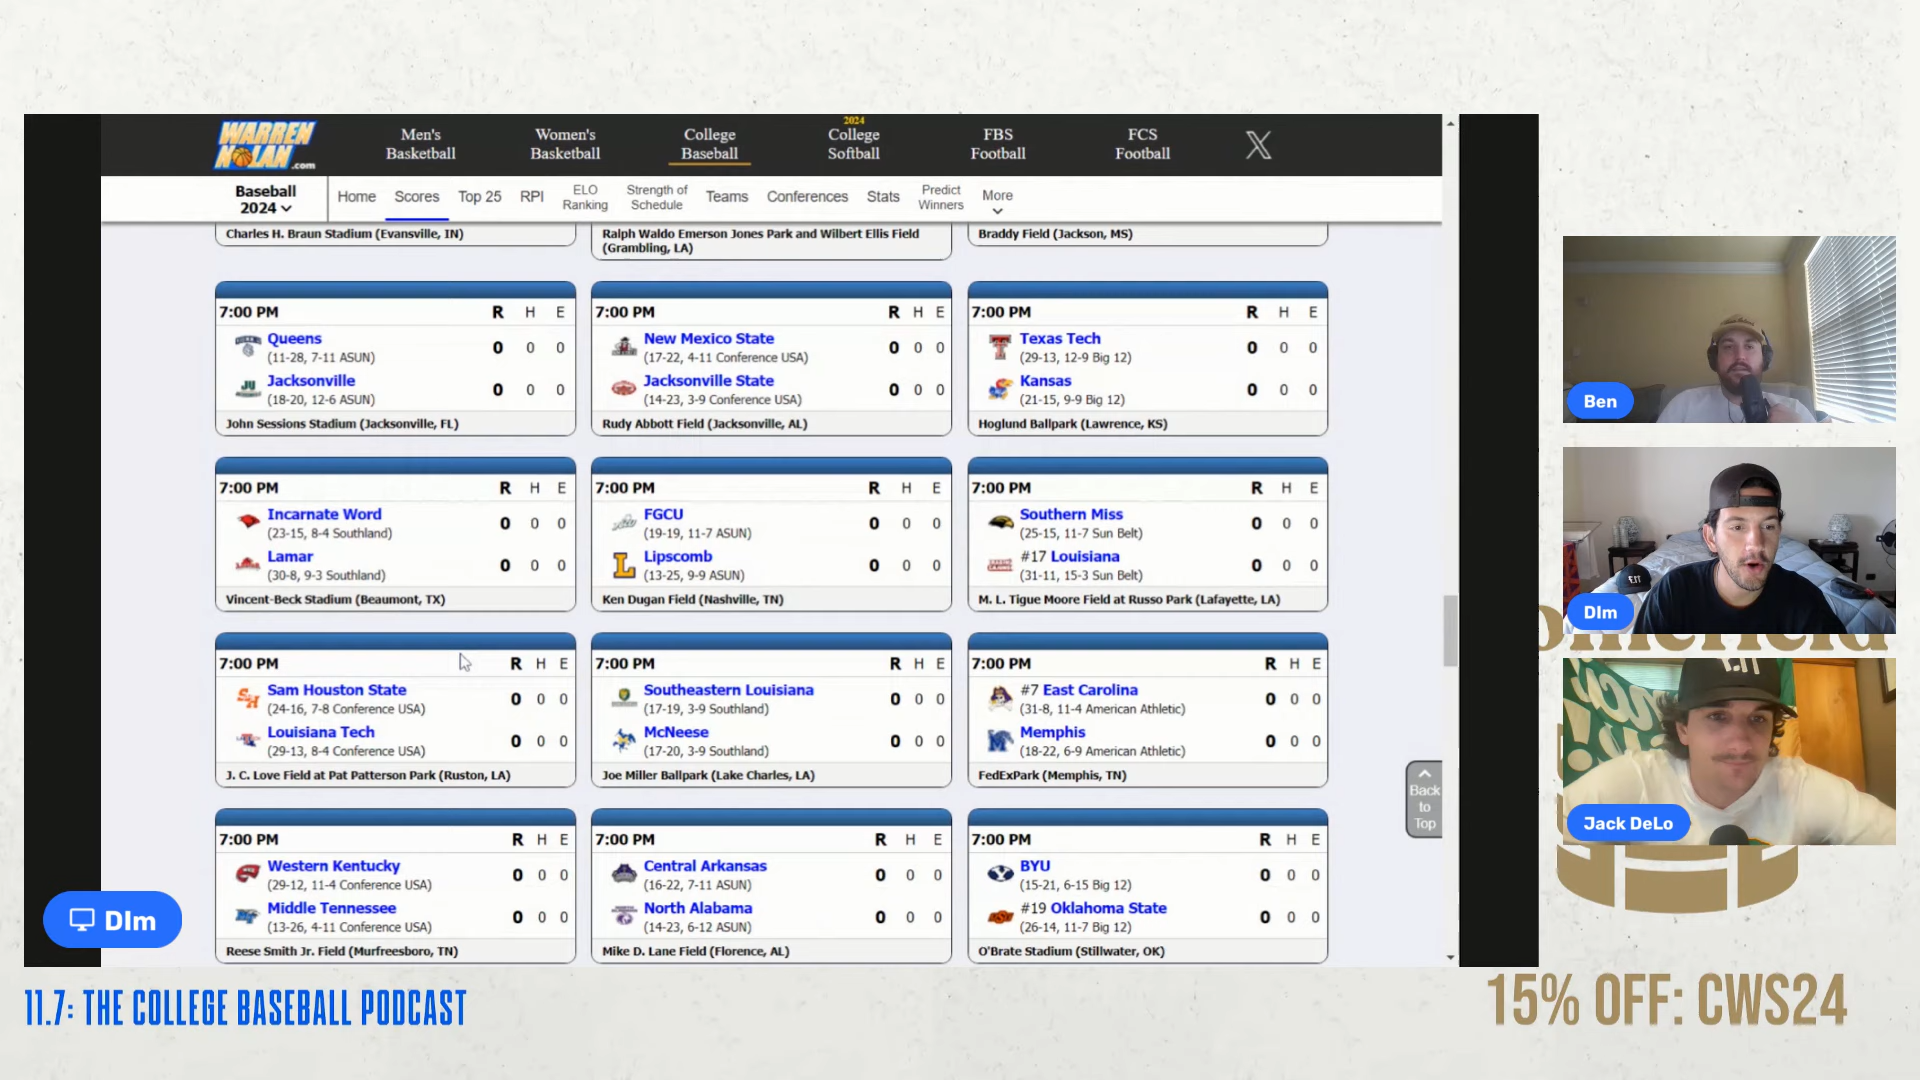 WARREN
NOLAN
.com
Men's
Basketball
Women's
Basketball
College
Baseball
2024
College
Softball
FBS
Football
FCS
Football
X
Baseball
2024
Home
Scores
Top 25
RPI
ELO
Ranking
Strength of
Schedule
Teams
Conferences
Stats
Predict
Winners
More
Charles H. Braun Stadium (Evansville, IN)
Ralph Waldo Emerson Jones Park and Wilbert Ellis Field
(Grambling, LA)
Braddy Field (Jackson, MS)
7:00 PM R H E
Queens 0 0 0
(11-28, 7-11 ASUN)
Jacksonville 0 0 0
(18-20, 12-6 ASUN)
John Sessions Stadium (Jacksonville, FL)
7:00 PM R H E
New Mexico State 0 0 0
(17-22, 4-11 Conference USA)
Jacksonville State 0 0 0
(14-23, 3-9 Conference USA)
Rudy Abbott Field (Jacksonville, AL)
7:00 PM R H E
Texas Tech 0 0 0
(29-13, 12-9 Big 12)
Kansas 0 0 0
(21-15, 9-9 Big 12)
Hoglund Ballpark (Lawrence, KS)
7:00 PM R H E
Incarnate Word 0 0 0
(23-15, 8-4 Southland)
Lamar 0 0 0
(30-8, 9-3 Southland)
Vincent-Beck Stadium (Beaumont, TX)
7:00 PM R H E
FGCU 0 0 0
(19-19, 11-7 ASUN)
Lipscomb 0 0 0
(13-25, 9-9 ASUN)
Ken Dugan Field (Nashville, TN)
7:00 PM R H E
Southern Miss 0 0 0
(25-15, 11-7 Sun Belt)
#17 Louisiana 0 0 0
(31-11, 15-3 Sun Belt)
M. L. Tigue Moore Field at Russo Park (Lafayette, LA)
7:00 PM R H E
Sam Houston State 0 0 0
(24-16, 7-8 Conference USA)
Louisiana Tech 0 0 0
(29-13, 8-4 Conference USA)
J. C. Love Field at Pat Patterson Park (Ruston, LA)
7:00 PM R H E
Southeastern Louisiana 0 0 0
(17-19, 3-9 Southland)
McNeese 0 0 0
(17-20, 3-9 Southland)
Joe Miller Ballpark (Lake Charles, LA)
7:00 PM R H E
#7 East Carolina 0 0 0
(31-8, 11-4 American Athletic)
Memphis 0 0 0
(18-22, 6-9 American Athletic)
FedExPark (Memphis, TN)
7:00 PM R H E
Western Kentucky 0 0 0
(29-12, 11-4 Conference USA)
Middle Tennessee 0 0 0
(13-26, 4-11 Conference USA)
Reese Smith Jr. Field (Murfreesboro, TN)
7:00 PM R H E
Central Arkansas 0 0 0
(16-22, 7-11 ASUN)
North Alabama 0 0 0
(14-23, 6-12 ASUN)
Mike D. Lane Field (Florence, AL)
7:00 PM R H E
BYU 0 0 0
(15-21, 6-15 Big 12)
#19 Oklahoma State 0 0 0
(26-14, 11-7 Big 12)
O'Brate Stadium (Stillwater, OK)
Back
to
Top
Ben
Dlm
Jack DeLo
11.7
Dlm
11.7: THE COLLEGE BASEBALL PODCAST
15% OFF: CWS24